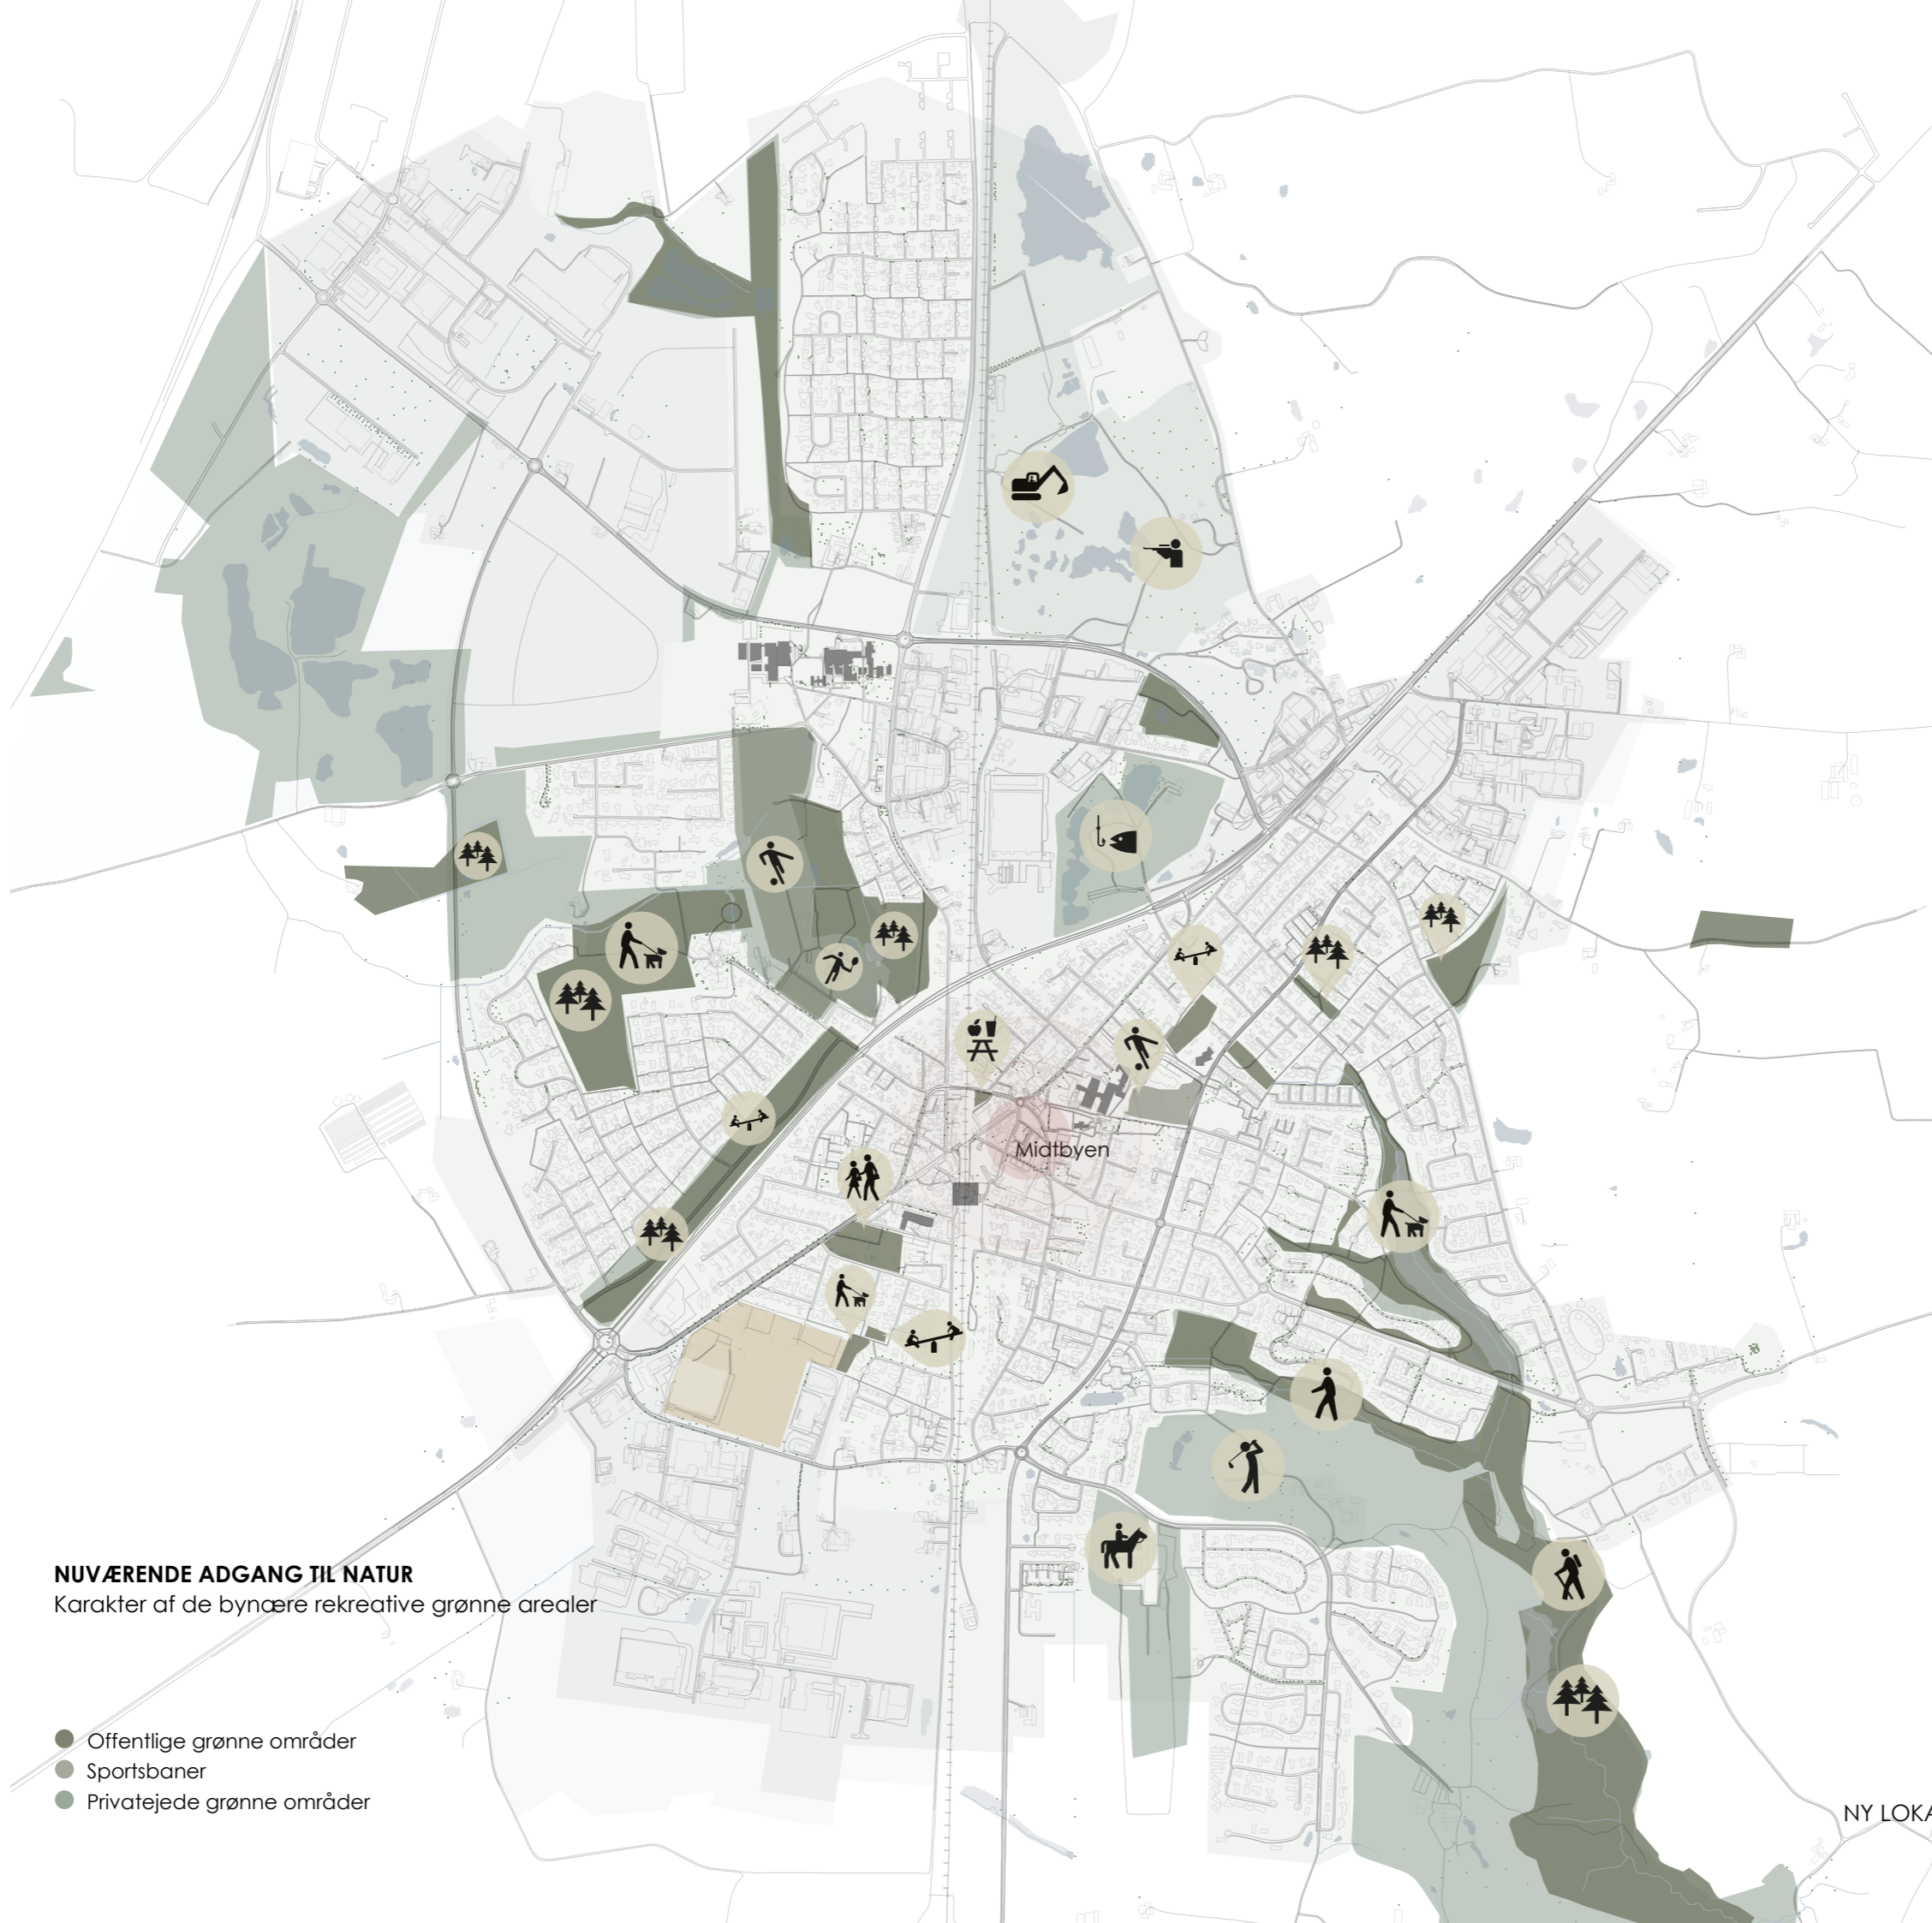 Midtbyen
NUVÆRENDE ADGANG TIL NATUR
Karakter af de bynære rekreative grønne arealer
Offentlige grønne områder
Sportsbaner
Privatejede grønne områder
NY LOKA